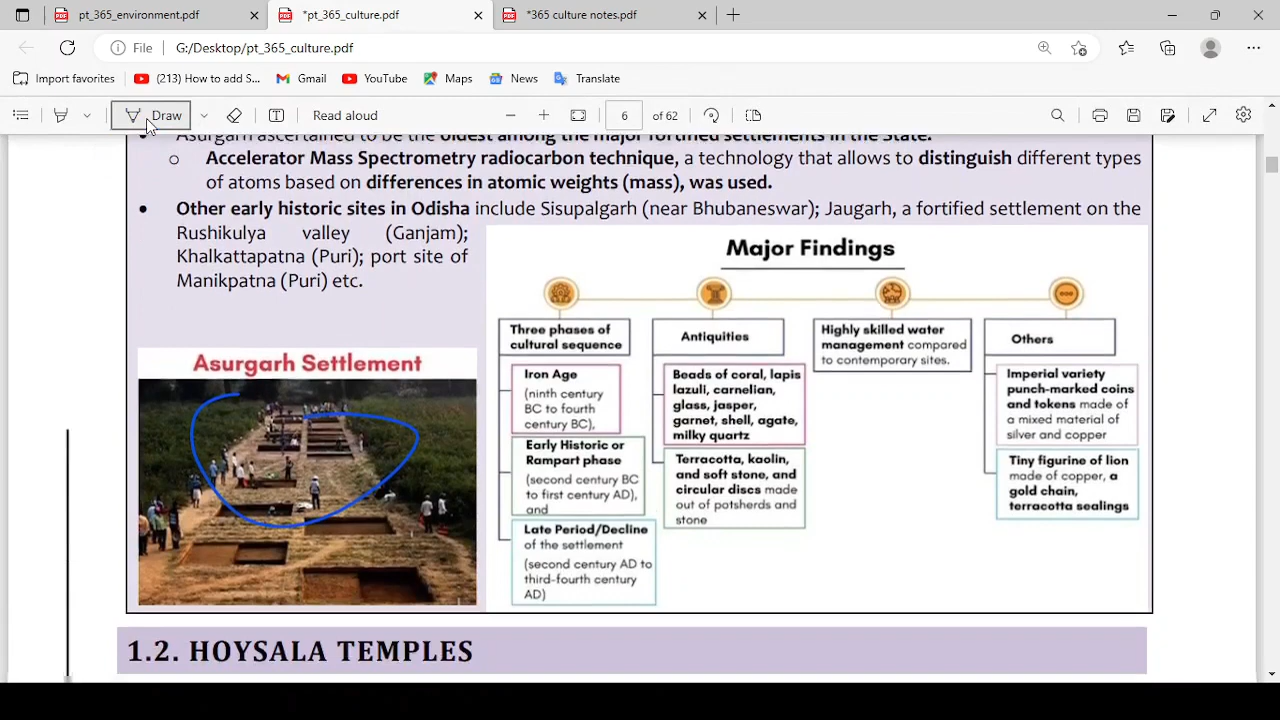 pt_365_environment.pdf
*pt_365_culture.pdf
*365 culture notes.pdf
File
G:/Desktop/pt_365_culture.pdf
Import favorites
(213) How to add S...
Gmail
YouTube
Maps
News
Translate
Draw
Read aloud
6
of 62
Asurgarh ascertained to be the oldest among the major fortified settlements in the State.
Accelerator Mass Spectrometry radiocarbon technique, a technology that allows to distinguish different types
of atoms based on differences in atomic weights (mass), was used.
Other early historic sites in Odisha include Sisupalgarh (near Bhubaneswar); Jaugarh, a fortified settlement on the
Rushikulya valley (Ganjam);
Khalkattapatna (Puri); port site of
Manikpatna (Puri) etc.
Asurgarh Settlement
Major Findings
Three phases of
cultural sequence
Iron Age
(ninth century
BC to fourth
century BC),
Early Historic or
Rampart phase
(second century BC
to first century AD),
and
Late Period/Decline
of the settlement
(second century AD to
third-fourth century
AD)
Antiquities
Beads of coral, lapis
lazuli, carnelian,
glass, jasper,
garnet, shell, agate,
milky quartz
Terracotta, kaolin,
and soft stone, and
circular discs made
out of potsherds and
stone
Highly skilled water
management compared
to contemporary sites.
Others
Imperial variety
punch-marked coins
and tokens made of
a mixed material of
silver and copper
Tiny figurine of lion
made of copper, a
gold chain,
terracotta sealings
1.2. HOYSALA TEMPLES